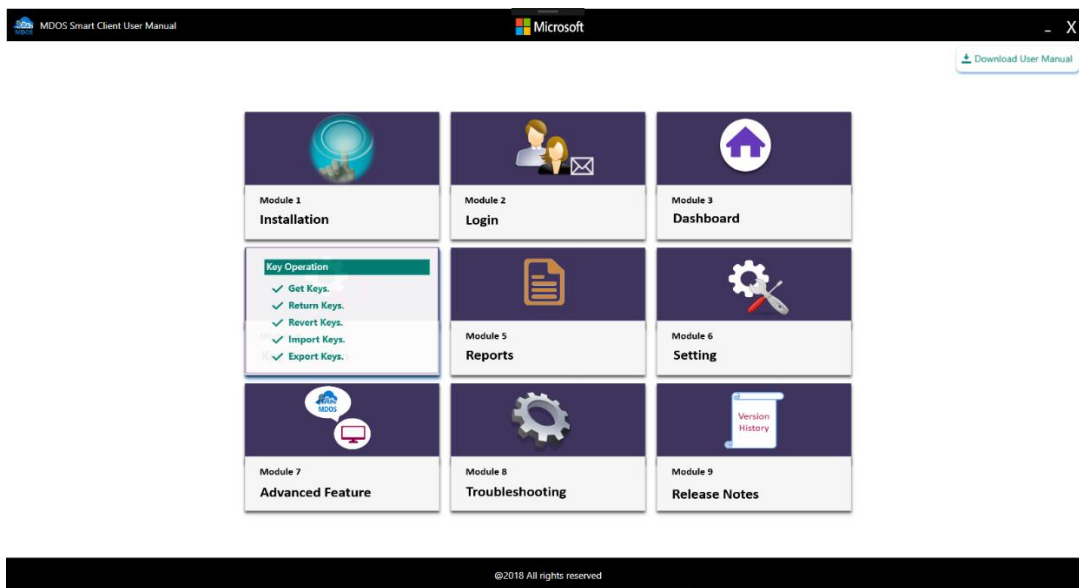 MDOS
MDOS Smart Client User Manual
Microsoft
X
Download User Manual
Module 1
Installation
Module 2
Login
Module 3
Dashboard
Key Operation
Get Keys.
Return Keys.
Revert Keys.
Import Keys.
Export Keys.
Module 5
Reports
Module 6
Setting
MDOS
Module 7
Advanced Feature
Module 8
Troubleshooting
Version
History
Module 9
Release Notes
@2018 All rights reserved